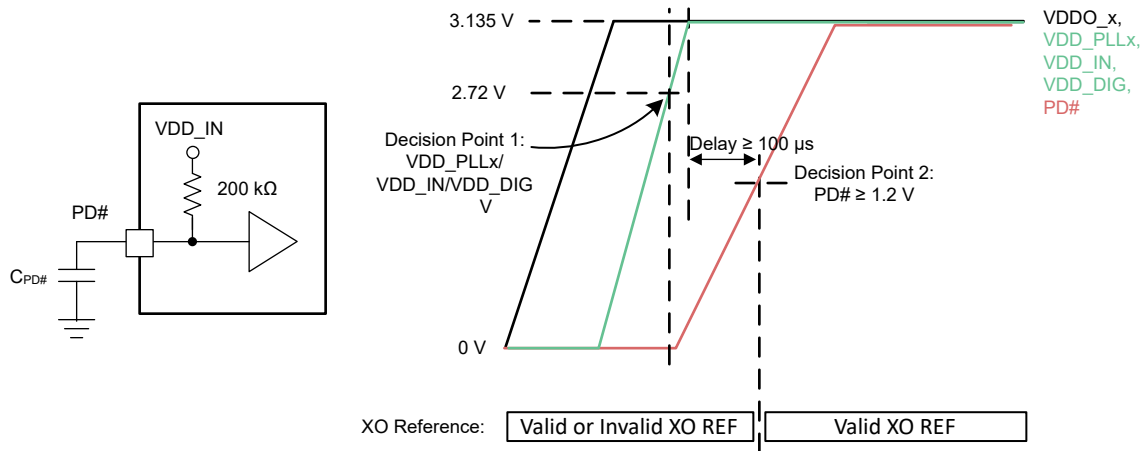 VDD_IN
200 kΩ
PD#
CPD#
3.135 V
2.72 V
0 V
Decision Point 1:
VDD_PLLx/
VDD_IN/VDD_DIG
V
Delay ≥ 100 µs
Decision Point 2:
PD# ≥ 1.2 V
VDDO_x,
VDD_PLLx,
VDD_IN,
VDD_DIG,
PD#
XO Reference:
Valid or Invalid XO REF
Valid XO REF